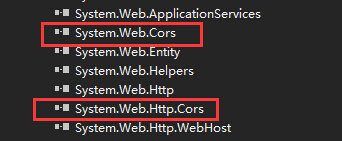 System.Web.ApplicationServices
System.Web.Cors
System.Web.Entity
System.Web.Helpers
System.Web.Http
System.Web.Http.Cors
System.Web.Http.WebHost